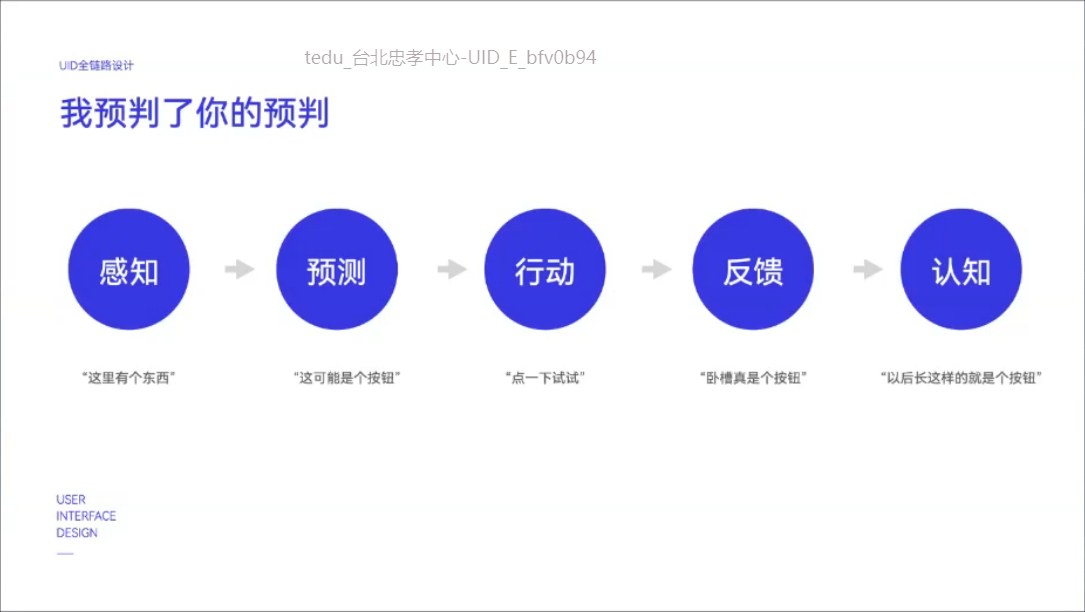 tedu_台北忠孝中心-UID_E_bfv0b94
UID全链路设计
我预判了你的预判
感知
预测
行动
反馈
认知
“这里有个东西”
“这可能是个按钮”
“点一下试试”
“卧槽真是个按钮”
“以后长这样的就是个按钮”
USER
INTERFACE
DESIGN